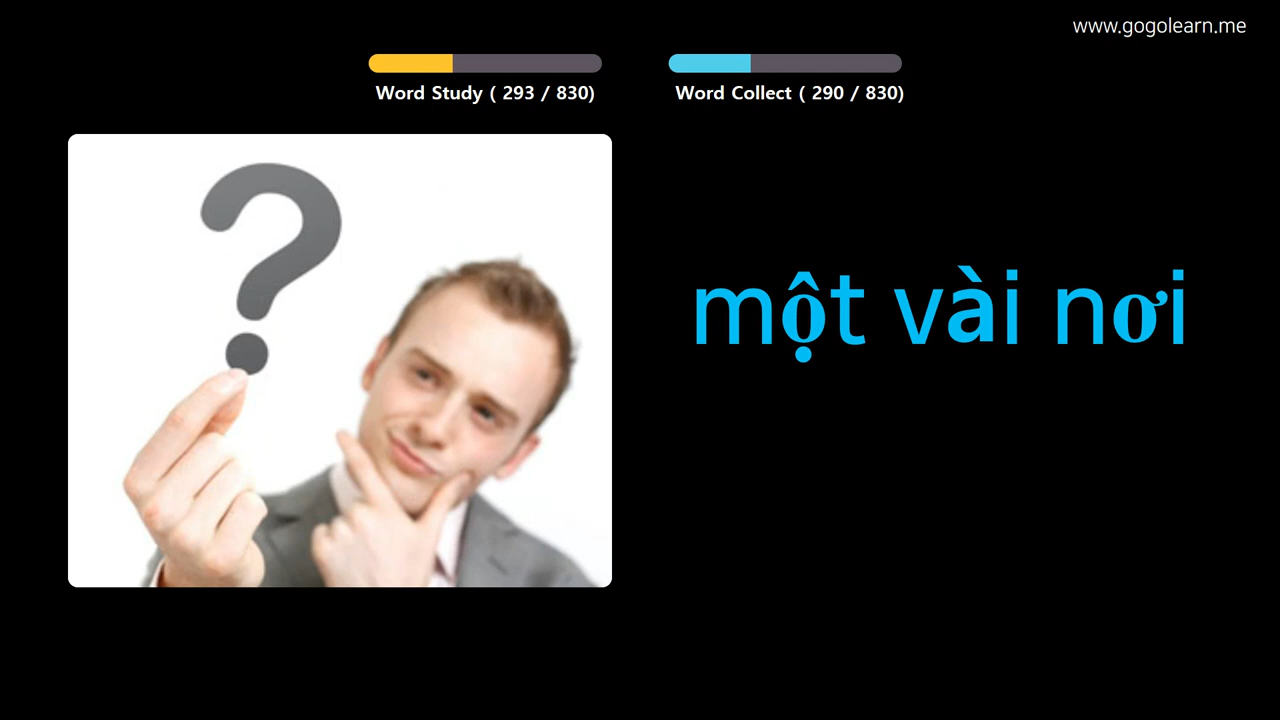 www.gogolearn.me
Word Study ( 293 / 830)
Word Collect ( 290 / 830)
?
một vài nơi